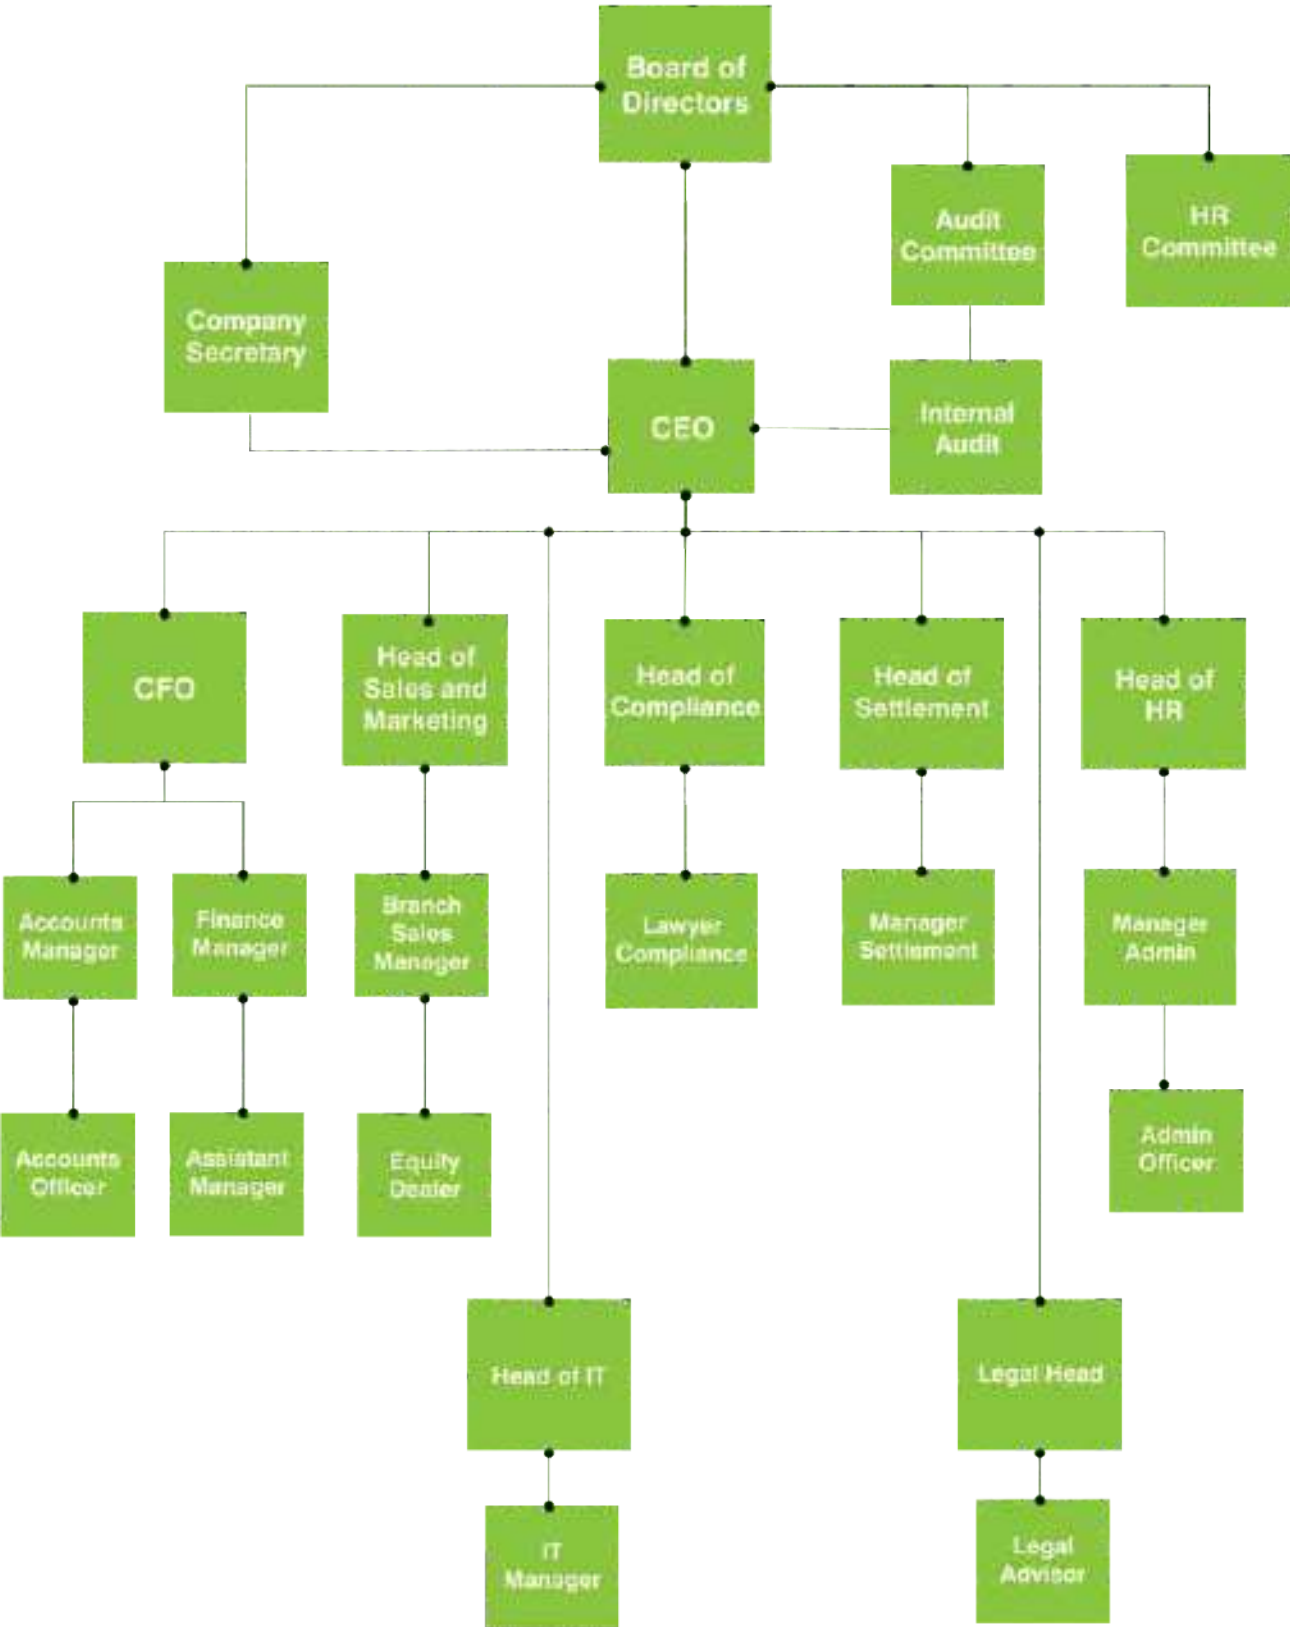 Board of
Directors
Audit
Committee
HR
Committee
Company
Secretary
CEO
Internal
Audit
CFO
Head of
Sales and
Marketing
Head of
Compliance
Head of
Settlement
Head of
HR
Accounts
Manager
Finance
Manager
Branch
Sales
Manager
Lawyer
Compliance
Manager
Settlement
Manager
Admin
Accounts
Officer
Assistant
Manager
Equity
Dealer
Admin
Officer
Head of IT
Legal Head
IT
Manager
Legal
Advisor